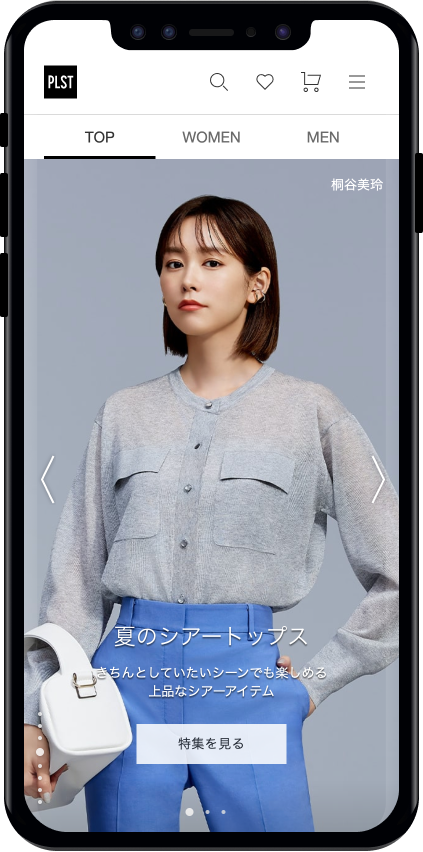 PLST
TOP
WOMEN
MEN
桐谷美玲
夏のシアートップス
きちんとしていたいシーンでも楽しめる
上品なシアーアイテム
特集を見る